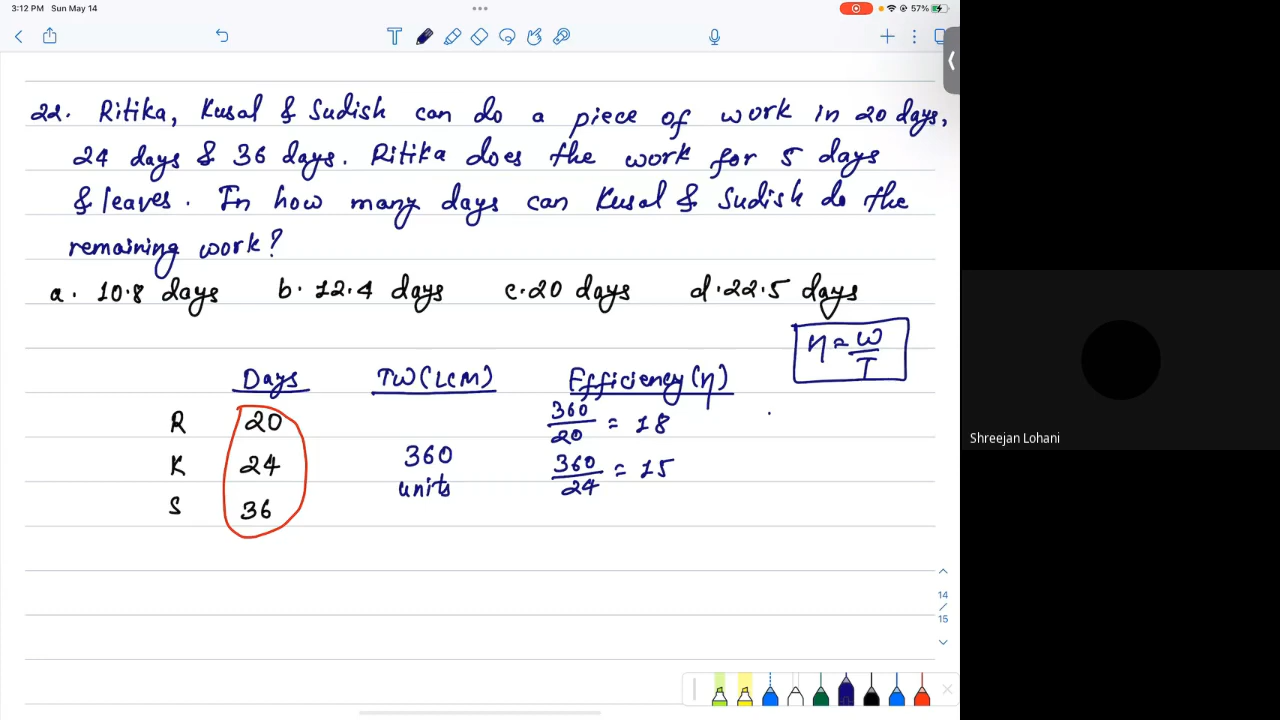 3:12 PM Sun May 14
57%
22. Ritika, Kusal & Sudish can do a piece of work in 20 days,
24 days & 36 days. Ritika does the work for 5 days
& leaves. In how many days can Kusal & Sudish do the
remaining work?
a. 10.8 days b. 12.4 days c. 20 days d. 22.5 days
η = w/T
Days TW(LCM) Efficiency(η)
R 20 360/20 = 18
K 24 360 units 360/24 = 15
S 36
14
/
15
Shreejan Lohani